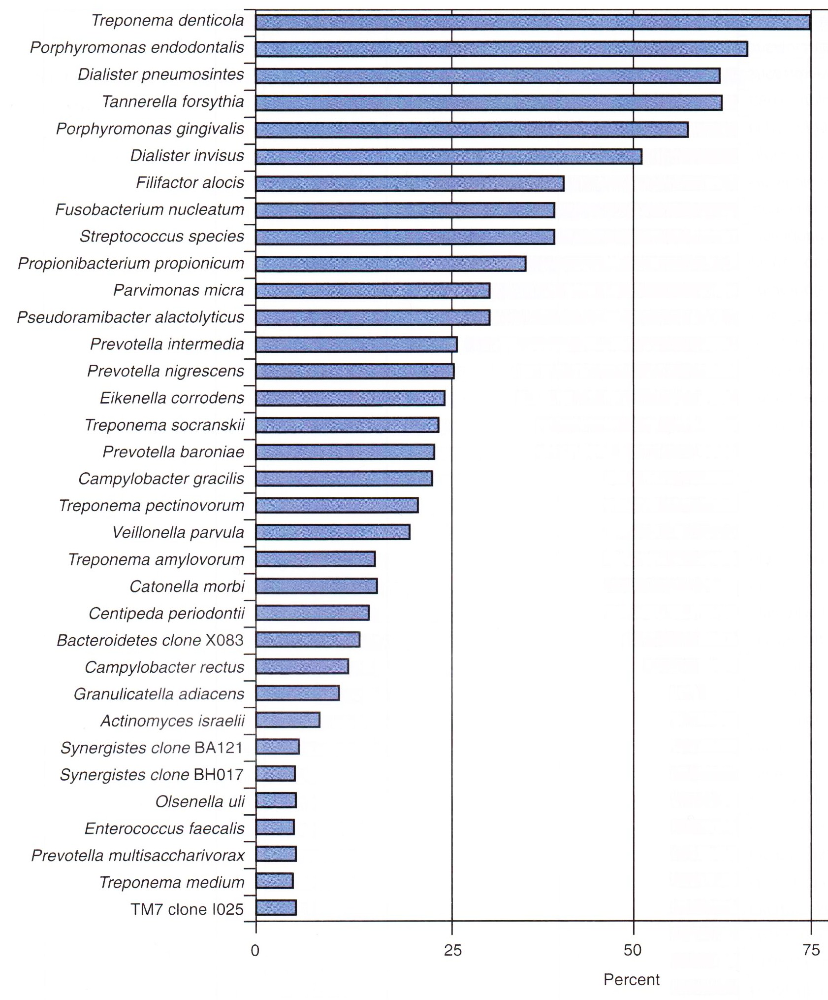 Treponema denticola
Porphyromonas endodontalis
Dialister pneumosintes
Tannerella forsythia
Porphyromonas gingivalis
Dialister invisus
Filifactor alocis
Fusobacterium nucleatum
Streptococcus species
Propionibacterium propionicum
Parvimonas micra
Pseudoramibacter alactolyticus
Prevotella intermedia
Prevotella nigrescens
Eikenella corrodens
Treponema socranskii
Prevotella baroniae
Campylobacter gracilis
Treponema pectinovorum
Veillonella parvula
Treponema amylovorum
Catonella morbi
Centipeda periodontii
Bacteroidetes clone X083
Campylobacter rectus
Granulicatella adiacens
Actinomyces israelii
Synergistes clone BA121
Synergistes clone BH017
Olsenella uli
Enterococcus faecalis
Prevotella multisaccharivorax
Treponema medium
TM7 clone I025
0 25 50 75
Percent